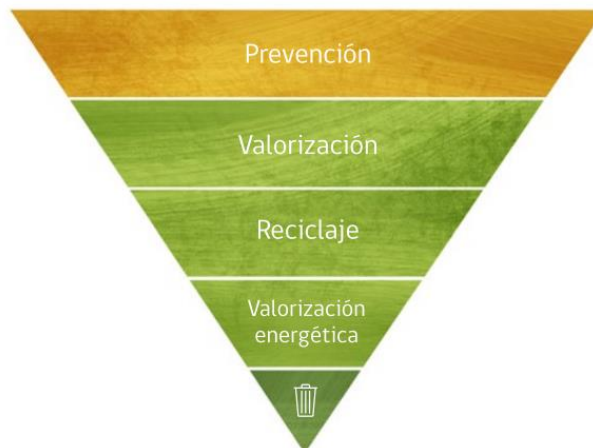 Prevención
Valorización
Reciclaje
Valorización
energética